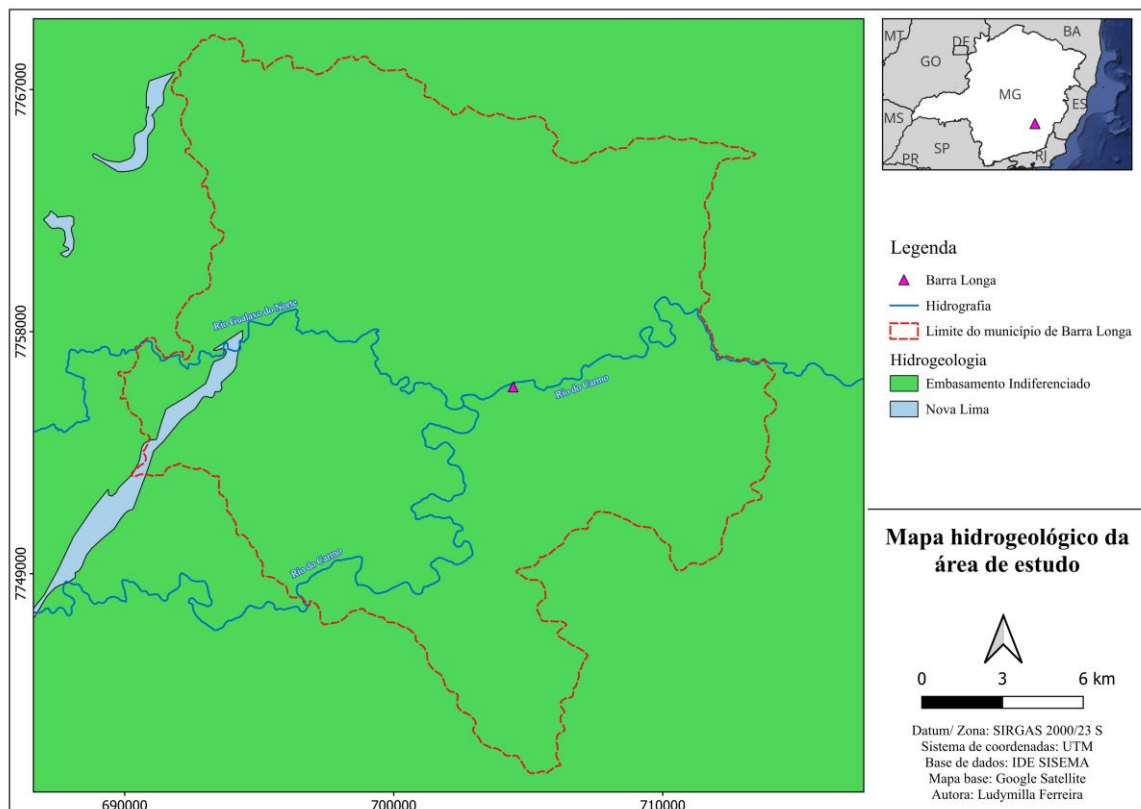 7767000
7758000
7749000
690000
700000
710000
Rio Gualaxo do Norte
Rio do Carmo
Rio do Carmo
MT
DF
BA
GO
MG
ES
MS
SP
RJ
PR
Legenda
Barra Longa
Hidrografia
Limite do município de Barra Longa
Hidrogeologia
Embasamento Indiferenciado
Nova Lima
Mapa hidrogeológico da
área de estudo
0 3 6 km
Datum/ Zona: SIRGAS 2000/23 S
Sistema de coordenadas: UTM
Base de dados: IDE SISEMA
Mapa base: Google Satellite
Autora: Ludymilla Ferreira